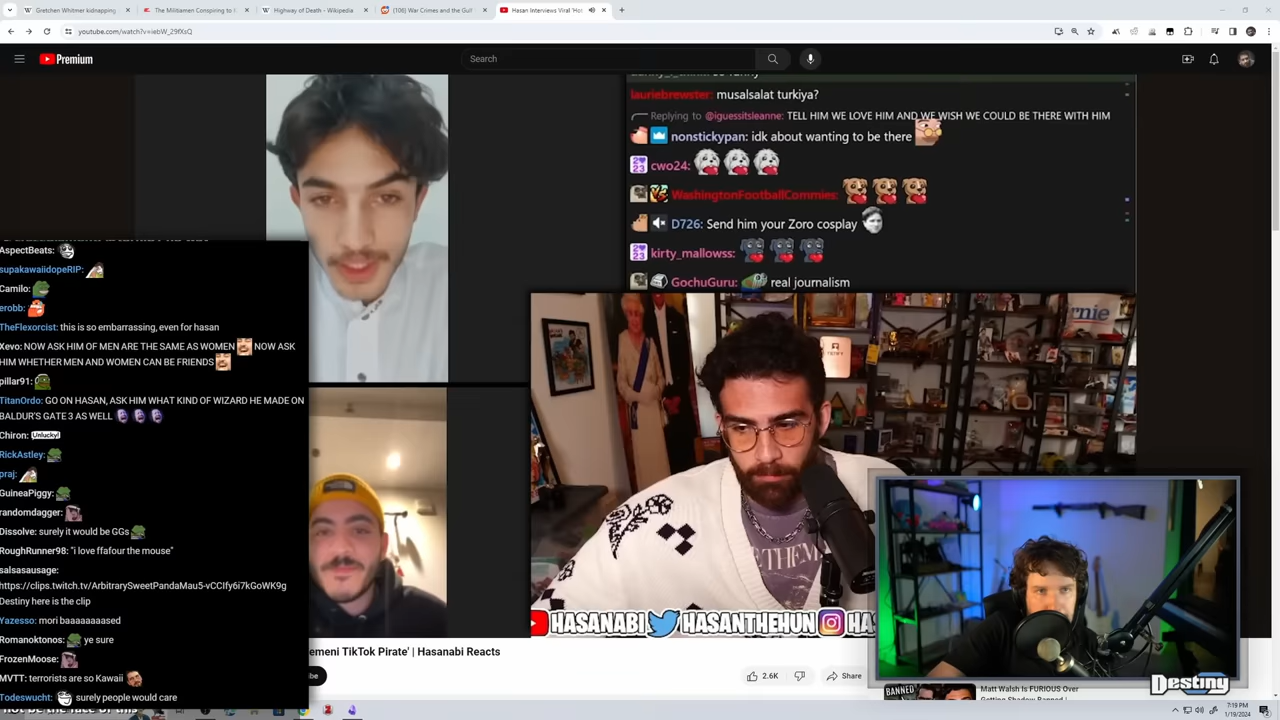 Gretchen Whitmer kidnapping
The Militiamen Conspiring to
Highway of Death - Wikipedia
(106) War Crimes and the Gulf
Hasan Interviews Viral 'Hot
youtube.com/watch?v=iebW_29fXsQ
Premium
Search
lauriebrewster: musalsalat turkiya?
Replying to @iguessitsleanne: TELL HIM WE LOVE HIM AND WE WISH WE COULD BE THERE WITH HIM
nonstickypan: idk about wanting to be there
cwo24:
WashingtonFootballCommies:
D726: Send him your Zoro cosplay
kirty_mallowss:
GochuGuru: real journalism
AspectBeats:
supakawaiidopeRIP:
Camilo:
erobb:
TheFlexorcist: this is so embarrassing, even for hasan
Xevo: NOW ASK HIM OF MEN ARE THE SAME AS WOMEN NOW ASK
HIM WHETHER MEN AND WOMEN CAN BE FRIENDS
pillar91:
TitanOrdo: GO ON HASAN, ASK HIM WHAT KIND OF WIZARD HE MADE ON
BALDUR'S GATE 3 AS WELL
Chiron: Unlucky!
RickAstley:
praj:
GuineaPiggy:
randomdagger:
Dissolve: surely it would be GGs
RoughRunner98: "i love ffafour the mouse"
salsasausage:
https://clips.twitch.tv/ArbitrarySweetPandaMau5-vCCIfy6i7kGoWK9g
Destiny here is the clip
Yazesso: mori baaaaaaaased
Romanoktonos: ye sure
FrozenMoose:
MVTT: terrorists are so Kawaii
Todeswucht: surely people would care
HASANABI HASANTHEHUN HASA
emeni TikTok Pirate' | Hasanabi Reacts
be
2.6K
Share
BANNED
Matt Walsh Is FURIOUS Over
Getting Shadow Banned
Destiny
7:19 PM
1/19/2024